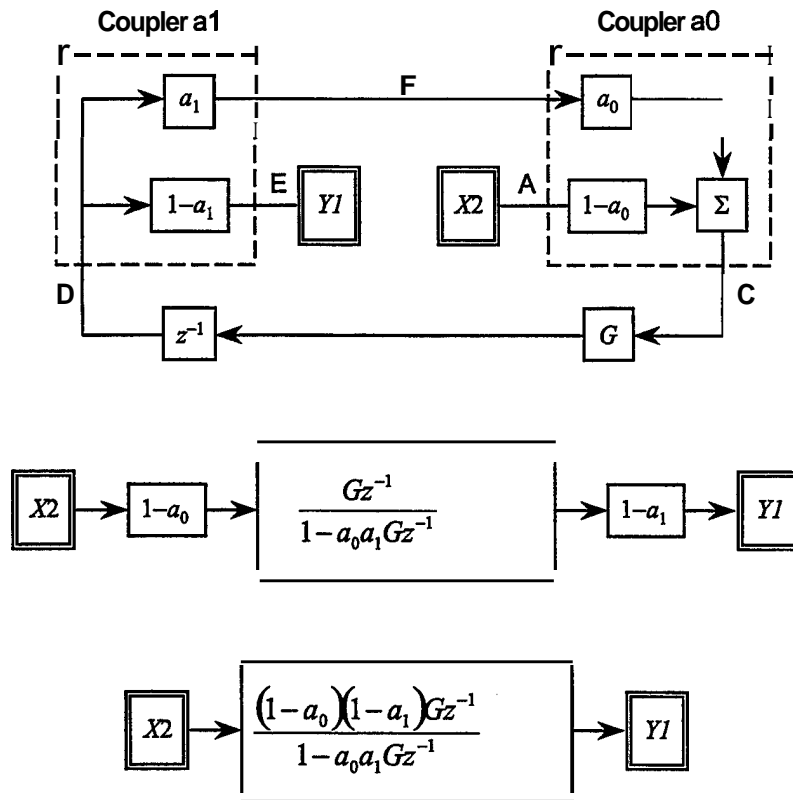 Coupler a1 Coupler a0
a₁ F a₀
E A
1–a₁ Y1 X2 1–a₀ Σ
D C
z⁻¹ G
X2 1–a₀ Gz⁻¹ / 1–a₀a₁Gz⁻¹ 1–a₁ Y1
X2 (1–a₀)(1–a₁)Gz⁻¹ / 1–a₀a₁Gz⁻¹ Y1